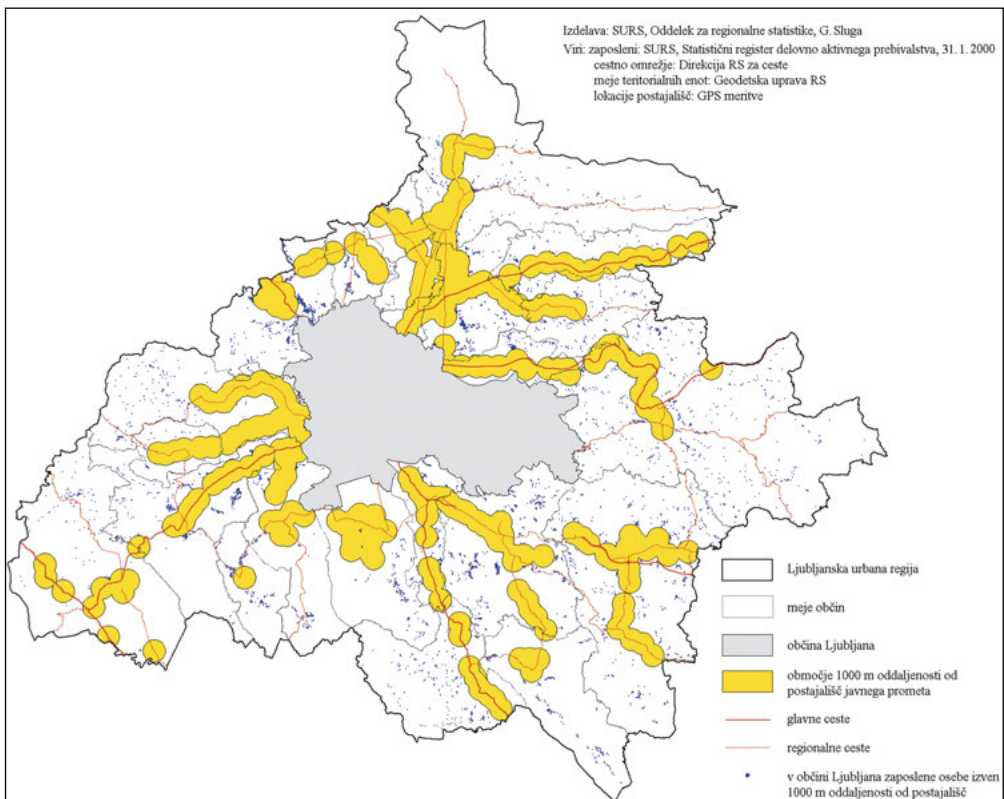 Izdelava: SURS, Oddelek za regionalne statistike, G. Sluga
Viri: zaposleni: SURS, Statistični register delovno aktivnega prebivalstva, 31. 1. 2000
cestno omrežje: Direkcija RS za ceste
meje teritorialnih enot: Geodetska uprava RS
lokacije postajališč: GPS meritve
Ljubljanska urbana regija
meje občin
občina Ljubljana
območje 1000 m oddaljenosti od
postajališč javnega prometa
glavne ceste
regionalne ceste
v občini Ljubljana zaposlene osebe izven
1000 m oddaljenosti od postajališč